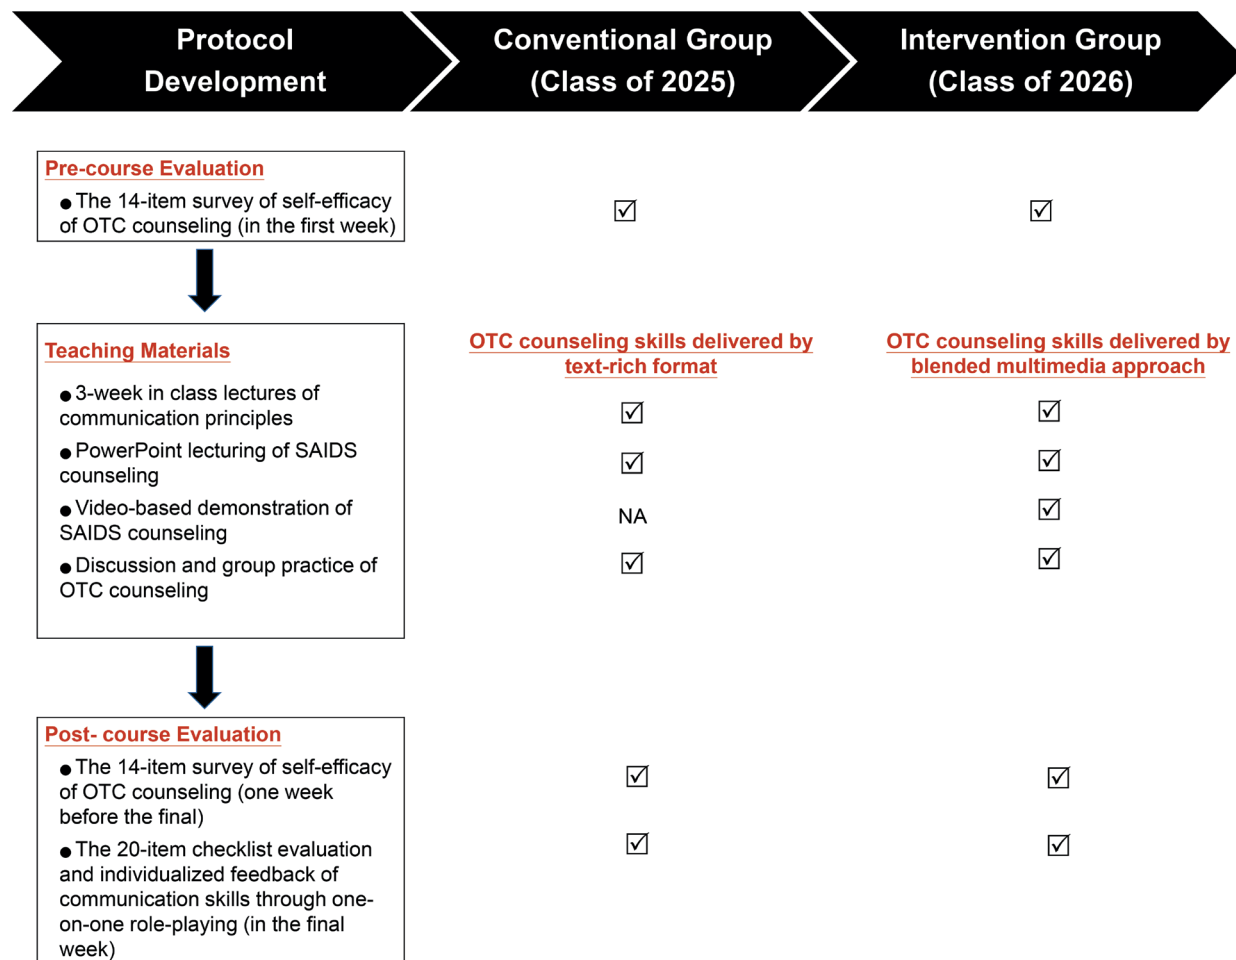 Protocol
Development
Conventional Group
(Class of 2025)
Intervention Group
(Class of 2026)
Pre-course Evaluation
● The 14-item survey of self-efficacy
of OTC counseling (in the first week)
☑
☑
Teaching Materials
OTC counseling skills delivered by
text-rich format
OTC counseling skills delivered by
blended multimedia approach
● 3-week in class lectures of
communication principles
☑
☑
● PowerPoint lecturing of SAIDS
counseling
☑
☑
● Video-based demonstration of
SAIDS counseling
NA
☑
● Discussion and group practice of
OTC counseling
☑
☑
Post- course Evaluation
● The 14-item survey of self-efficacy
of OTC counseling (one week
before the final)
☑
☑
● The 20-item checklist evaluation
and individualized feedback of
communication skills through one-
on-one role-playing (in the final
week)
☑
☑